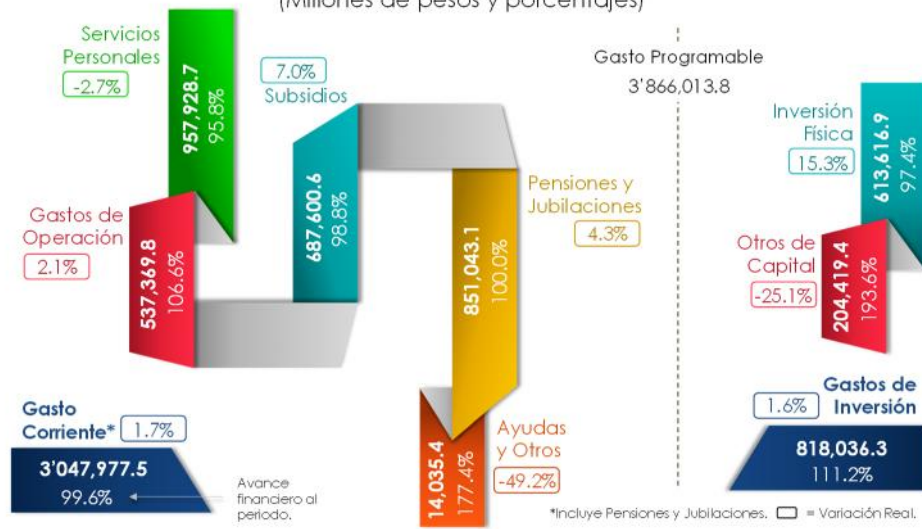 (Millones de pesos y porcentajes)
Servicios
Personales
-2.7%
957,928.7
95.8%
7.0%
Subsidios
687,600.6
98.8%
Gastos de
Operación
2.1%
537,369.8
106.6%
Pensiones y
Jubilaciones
4.3%
851,043.1
100.0%
Ayudas
y Otros
-49.2%
14,035.4
177.4%
Gasto
Corriente* 1.7%
3'047,977.5
99.6%
Avance
financiero al
periodo.
Gasto Programable
3'866,013.8
Inversión
Física
15.3%
613,616.9
97.4%
Otros de
Capital
-25.1%
204,419.4
193.6%
Gastos de
1.6% Inversión
818,036.3
111.2%
*Incluye Pensiones y Jubilaciones. = Variación Real.